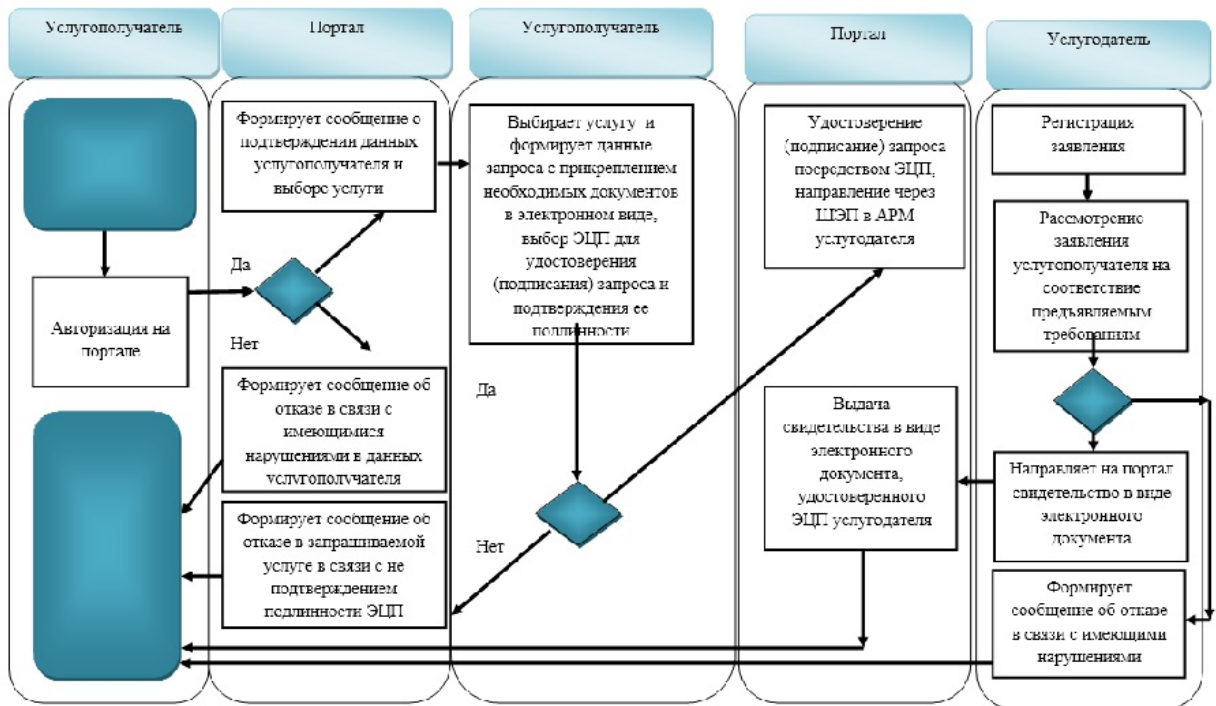 Услугополучатель
Портал
Услугополучатель
Портал
Услугодатель
Авторизация на
портале
Формирует сообщение о
подтверждении данных
услугополучателя и
выборе услуги
Да
Нет
Формирует сообщение об
отказе в связи с
имеющимися
нарушениями в данных
услугополучателя
Формирует сообщение об
отказе в запрашиваемой
услуге в связи с не
подтверждением
подлинности ЭЦП
Выбирает услугу и
формирует данные
запроса с прикреплением
необходимых документов
в электронном виде,
выбор ЭЦП для
удостоверения
(подписания) запроса и
подтверждения ее
подлинности
Да
Нет
Удостоверение
(подписание) запроса
посредством ЭЦП,
направление через
ШЭП в АРМ
услугодателя
Выдача
свидетельства в виде
электронного
документа,
удостоверенного
ЭЦП услугодателя
Регистрация
заявления
Рассмотрение
заявления
услугополучателя на
соответствие
предъявляемым
требованиям
Направляет на портал
свидетельство в виде
электронного
документа
Формирует
сообщение об отказе
в связи с имеющими
нарушениями